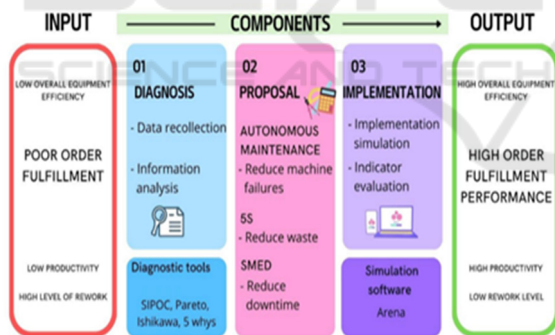 INPUT
COMPONENTS
OUTPUT
LOW OVERALL EQUIPMENT
EFFICIENCY
POOR ORDER
FULFILLMENT
LOW PRODUCTIVITY
HIGH LEVEL OF REWORK
01
DIAGNOSIS
- Data recollection
- Information
analysis
Diagnostic tools
SIPOC, Pareto,
Ishikawa, 5 whys
02
PROPOSAL
AUTONOMOUS
MAINTENANCE
- Reduce machine
failures
5S
- Reduce waste
SMED
- Reduce
downtime
03
IMPLEMENTATION
- Implementation
simulation
- Indicator
evaluation
Simulation
software
Arena
HIGH OVERALL EQUIPMENT
EFFICIENCY
HIGH ORDER
FULFILLMENT
PERFORMANCE
HIGH PRODUCTIVITY
LOW REWORK LEVEL
SCIENCE AND TECH